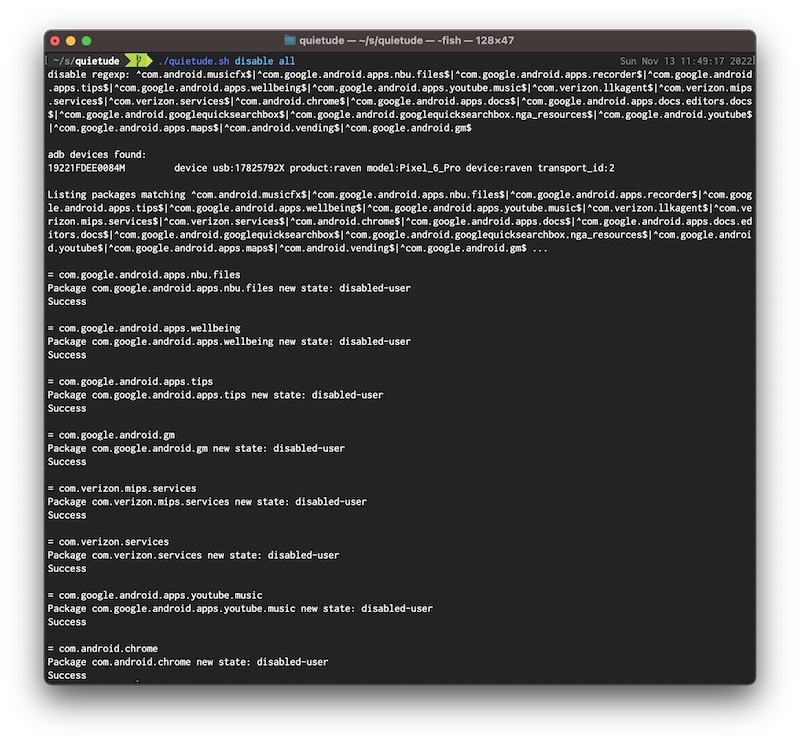 quietude — ~/s/quietude — -fish — 128×47
[ ~/s/quietude ./quietude.sh disable all Sun Nov 13 11:49:17 2022]
disable regexp: ^com.android.musicfx$|^com.google.android.apps.nbu.files$|^com.google.android.apps.recorder$|^com.google.android
.apps.tips$|^com.google.android.apps.wellbeing$|^com.google.android.apps.youtube.music$|^com.verizon.llkagent$|^com.verizon.mips
.services$|^com.verizon.services$|^com.android.chrome$|^com.google.android.apps.docs$|^com.google.android.apps.docs.editors.docs
$|^com.google.android.googlequicksearchbox$|^com.google.android.googlequicksearchbox.nga_resources$|^com.google.android.youtube$
|^com.google.android.apps.maps$|^com.android.vending$|^com.google.android.gm$

adb devices found:
19221FDEE0084M device usb:17825792X product:raven model:Pixel_6_Pro device:raven transport_id:2

Listing packages matching ^com.android.musicfx$|^com.google.android.apps.nbu.files$|^com.google.android.apps.recorder$|^com.goog
le.android.apps.tips$|^com.google.android.apps.wellbeing$|^com.google.android.apps.youtube.music$|^com.verizon.llkagent$|^com.ve
rizon.mips.services$|^com.verizon.services$|^com.android.chrome$|^com.google.android.apps.docs$|^com.google.android.apps.docs.ed
itors.docs$|^com.google.android.googlequicksearchbox$|^com.google.android.googlequicksearchbox.nga_resources$|^com.google.androi
d.youtube$|^com.google.android.apps.maps$|^com.android.vending$|^com.google.android.gm$ ...

= com.google.android.apps.nbu.files
Package com.google.android.apps.nbu.files new state: disabled-user
Success

= com.google.android.apps.wellbeing
Package com.google.android.apps.wellbeing new state: disabled-user
Success

= com.google.android.apps.tips
Package com.google.android.apps.tips new state: disabled-user
Success

= com.google.android.gm
Package com.google.android.gm new state: disabled-user
Success

= com.verizon.mips.services
Package com.verizon.mips.services new state: disabled-user
Success

= com.verizon.services
Package com.verizon.services new state: disabled-user
Success

= com.google.android.apps.youtube.music
Package com.google.android.apps.youtube.music new state: disabled-user
Success

= com.android.chrome
Package com.android.chrome new state: disabled-user
Success